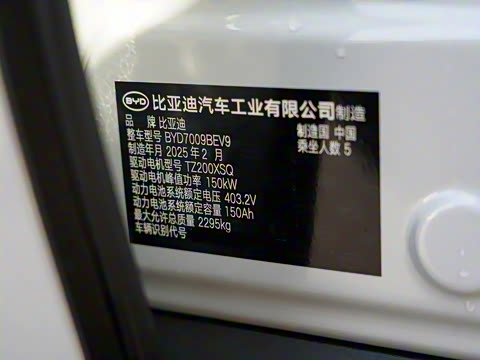 BYD 比亚迪汽车工业有限公司制造
品 牌 比亚迪 制造国 中国
整车型号 BYD7009BEV9 乘坐人数 5
制造年月 2025年2月
驱动电机型号 TZ200XSQ
驱动电机峰值功率 150kW
动力电池系统额定电压 403.2V
动力电池系统额定容量 150Ah
最大允许总质量 2295kg
车辆识别代号